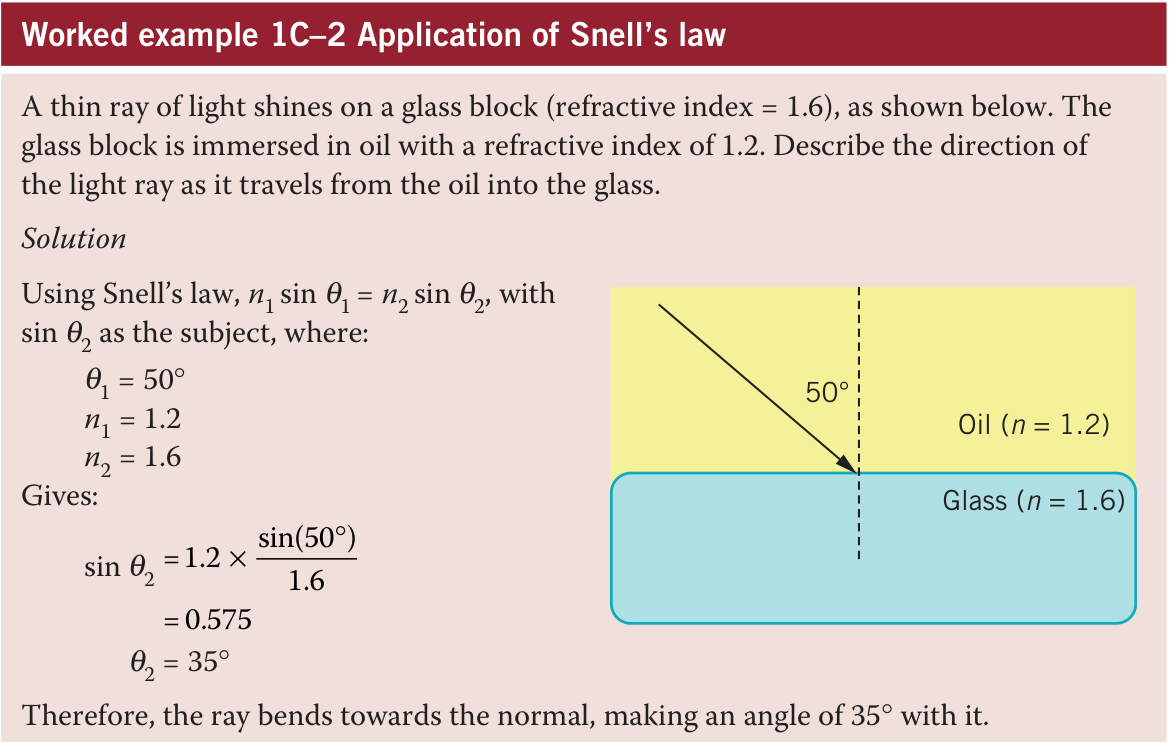 Worked example 1C–2 Application of Snell's law
A thin ray of light shines on a glass block (refractive index = 1.6), as shown below. The
glass block is immersed in oil with a refractive index of 1.2. Describe the direction of
the light ray as it travels from the oil into the glass.
Solution
Using Snell's law, n₁ sin θ₁ = n₂ sin θ₂, with
sin θ₂ as the subject, where:
θ₁ = 50°
n₁ = 1.2
n₂ = 1.6
Gives:
sin θ₂ = 1.2 × sin(50°)/1.6
= 0.575
θ₂ = 35°
50°
Oil (n = 1.2)
Glass (n = 1.6)
Therefore, the ray bends towards the normal, making an angle of 35° with it.